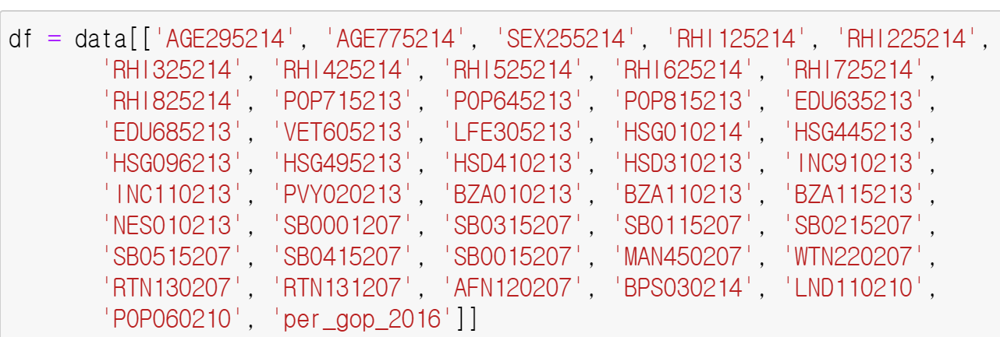 df = data[['AGE295214', 'AGE775214', 'SEX255214', 'RHI125214', 'RHI225214',
'RHI325214', 'RHI425214', 'RHI525214', 'RHI625214', 'RHI725214',
'RHI825214', 'POP715213', 'POP645213', 'POP815213', 'EDU635213',
'EDU685213', 'VET605213', 'LFE305213', 'HSG010214', 'HSG445213',
'HSG096213', 'HSG495213', 'HSD410213', 'HSD310213', 'INC910213',
'INC110213', 'PVY020213', 'BZA010213', 'BZA110213', 'BZA115213',
'NES010213', 'SBO001207', 'SBO315207', 'SBO115207', 'SBO215207',
'SBO515207', 'SBO415207', 'SBO015207', 'MAN450207', 'WTN220207',
'RTN130207', 'RTN131207', 'AFN120207', 'BPS030214', 'LND110210',
'POP060210', 'per_gop_2016']]